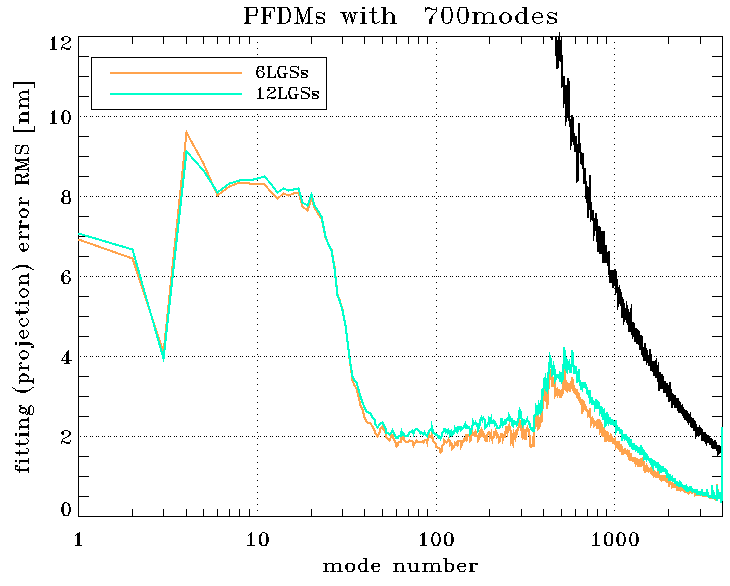 PFDMs with 700modes
6LGSs
12LGSs
fitting (projection) error RMS [nm]
12
10
8
6
4
2
0
1 10 100 1000
mode number